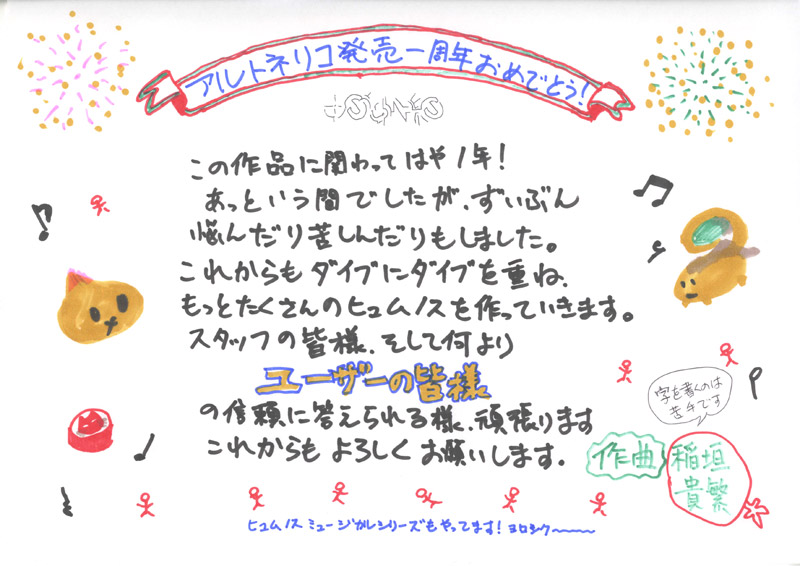 アルトネリコ発売一周年おめでとう!
この作品に関わってはや1年!
あっという間でしたが、ずいぶん
悩んだり苦しんだりもしました。
これからもダイブにダイブを重ね、
もっとたくさんのヒュムノスを作っていきます。
スタッフの皆様、そして何より
ユーザーの皆様
の信頼に答えられる様、頑張ります
これからも よろしく お願いします。
字を書くのは
苦手です
作曲
稲垣
貴繁
ヒュムノス ミュージカルシリーズもやってます! ヨロシク〜〜〜